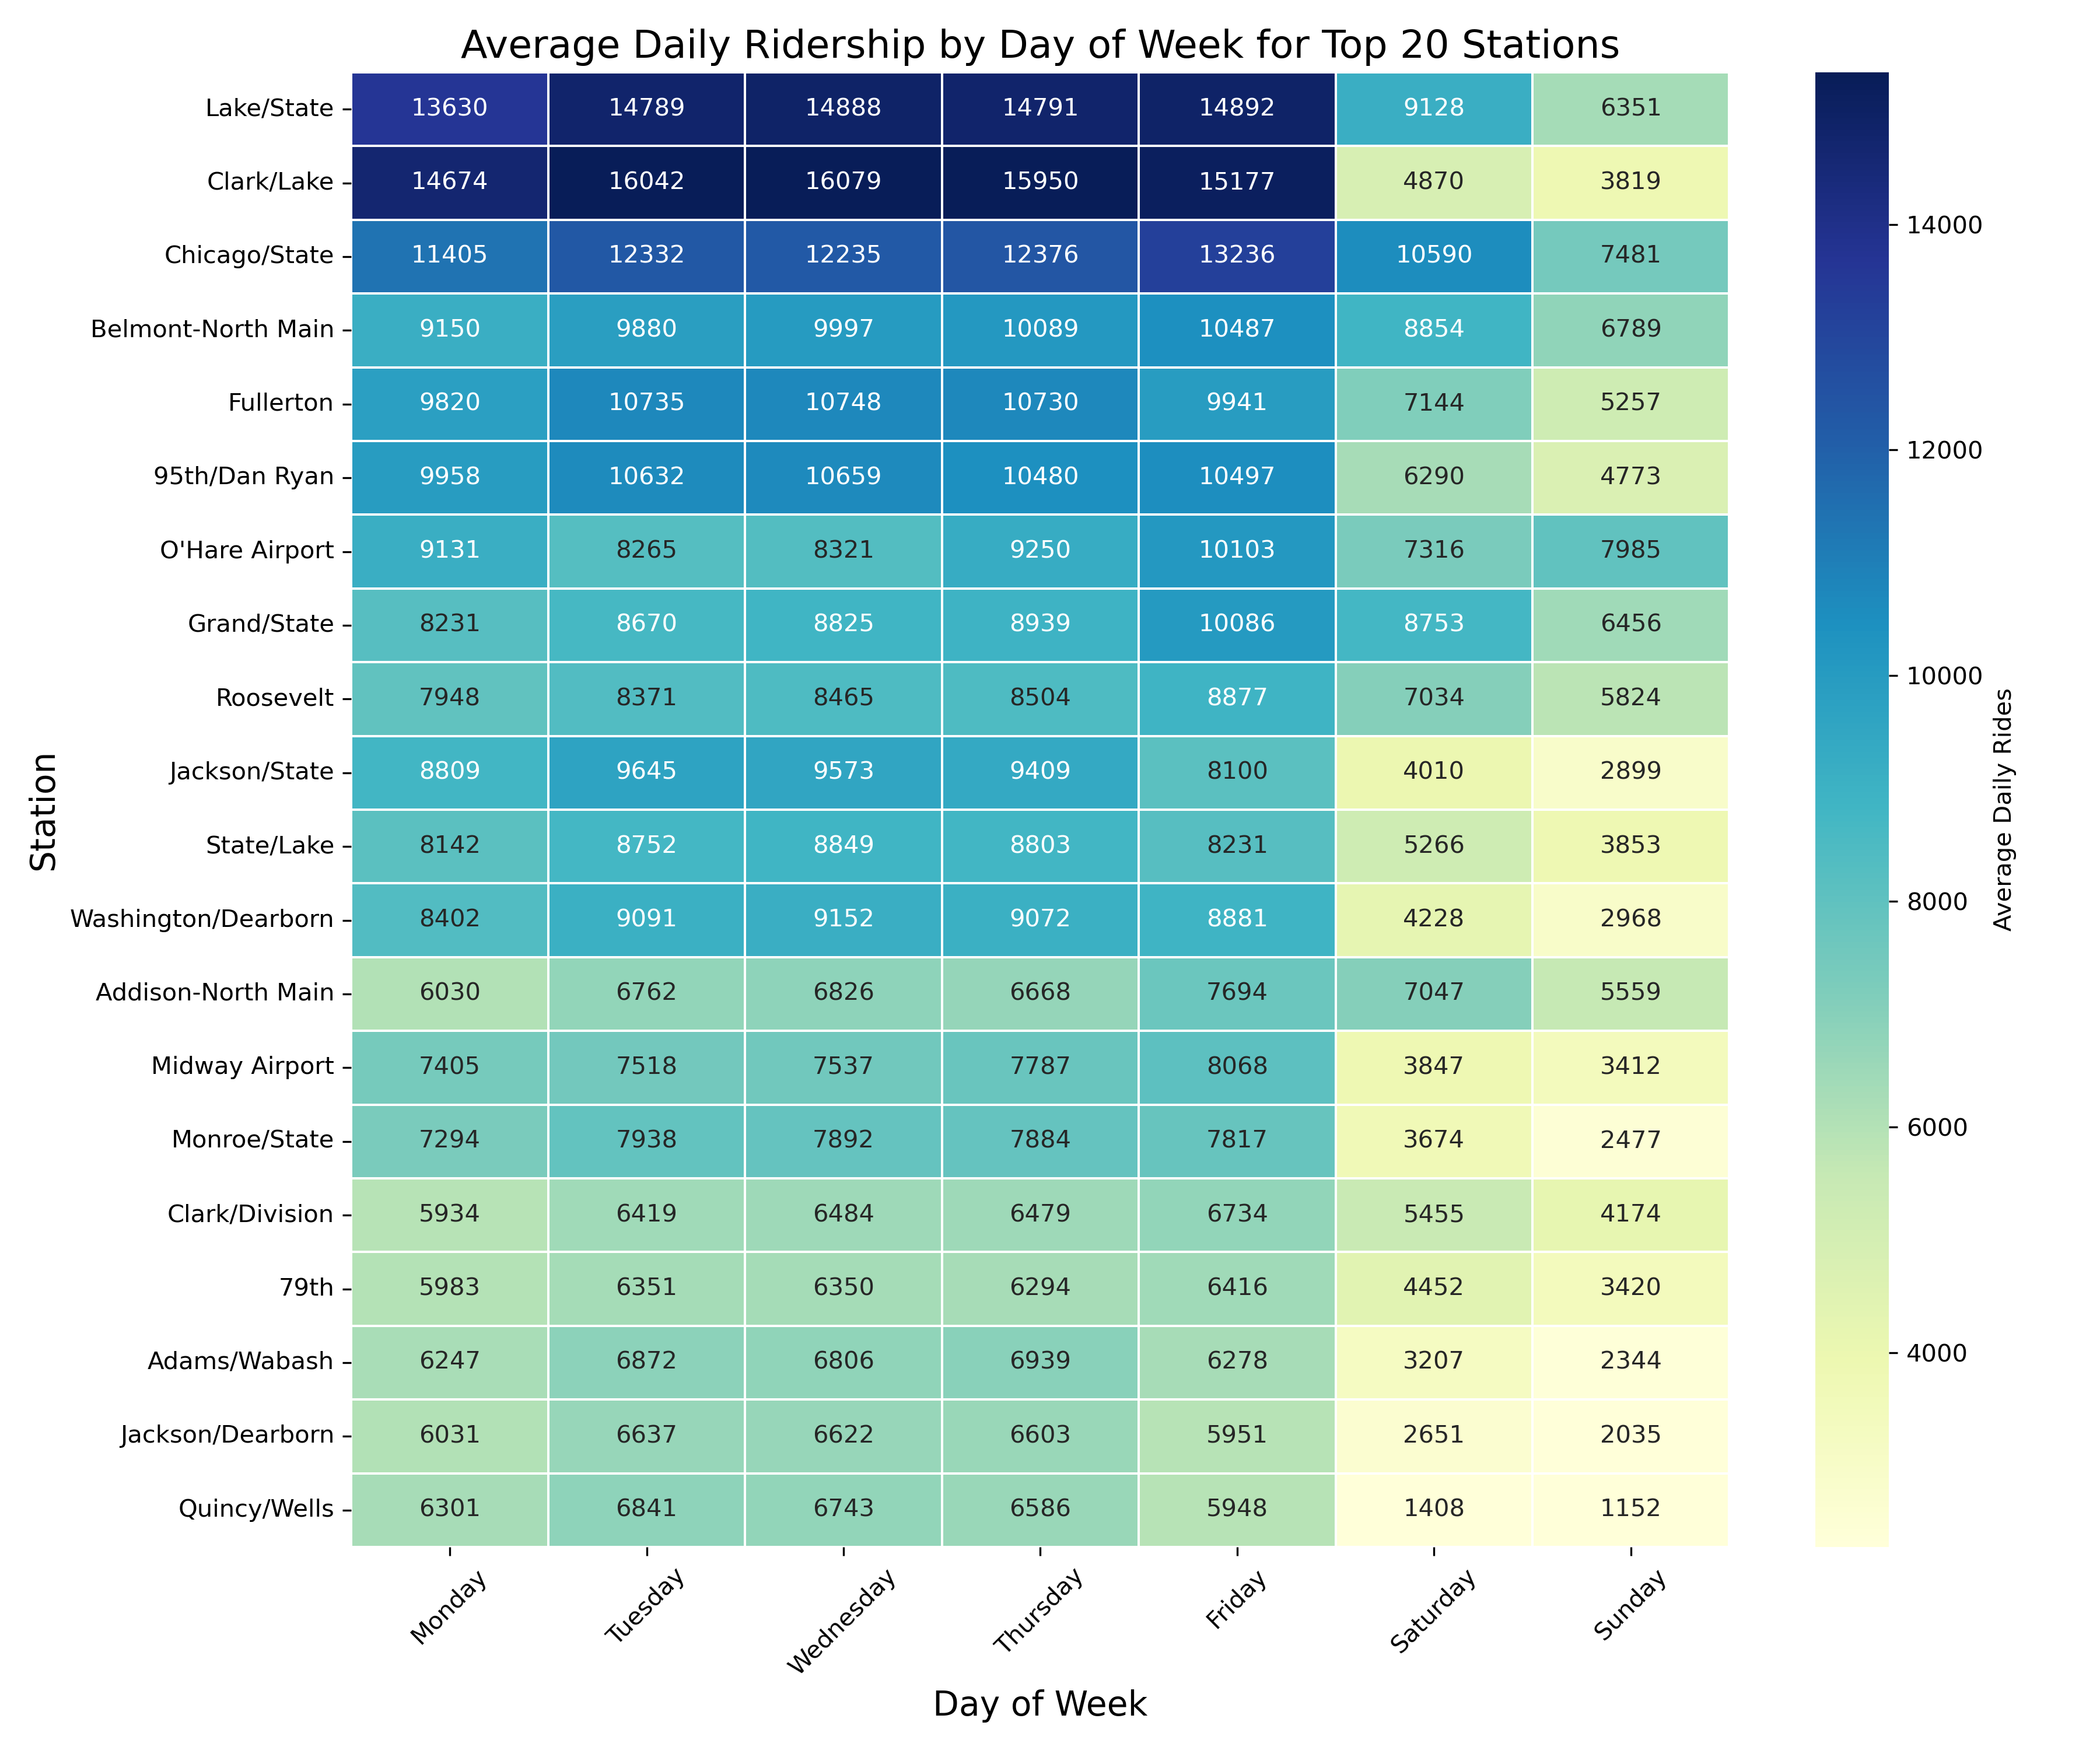 Average Daily Ridership by Day of Week for Top 20 Stations
Lake/State 13630 14789 14888 14791 14892 9128 6351
Clark/Lake 14674 16042 16079 15950 15177 4870 3819
Chicago/State 11405 12332 12235 12376 13236 10590 7481
Belmont-North Main 9150 9880 9997 10089 10487 8854 6789
Fullerton 9820 10735 10748 10730 9941 7144 5257
95th/Dan Ryan 9958 10632 10659 10480 10497 6290 4773
O'Hare Airport 9131 8265 8321 9250 10103 7316 7985
Grand/State 8231 8670 8825 8939 10086 8753 6456
Roosevelt 7948 8371 8465 8504 8877 7034 5824
Jackson/State 8809 9645 9573 9409 8100 4010 2899
State/Lake 8142 8752 8849 8803 8231 5266 3853
Washington/Dearborn 8402 9091 9152 9072 8881 4228 2968
Addison-North Main 6030 6762 6826 6668 7694 7047 5559
Midway Airport 7405 7518 7537 7787 8068 3847 3412
Monroe/State 7294 7938 7892 7884 7817 3674 2477
Clark/Division 5934 6419 6484 6479 6734 5455 4174
79th 5983 6351 6350 6294 6416 4452 3420
Adams/Wabash 6247 6872 6806 6939 6278 3207 2344
Jackson/Dearborn 6031 6637 6622 6603 5951 2651 2035
Quincy/Wells 6301 6841 6743 6586 5948 1408 1152
Monday Tuesday Wednesday Thursday Friday Saturday Sunday
Day of Week
Station
14000
12000
10000
8000
6000
4000
Average Daily Rides